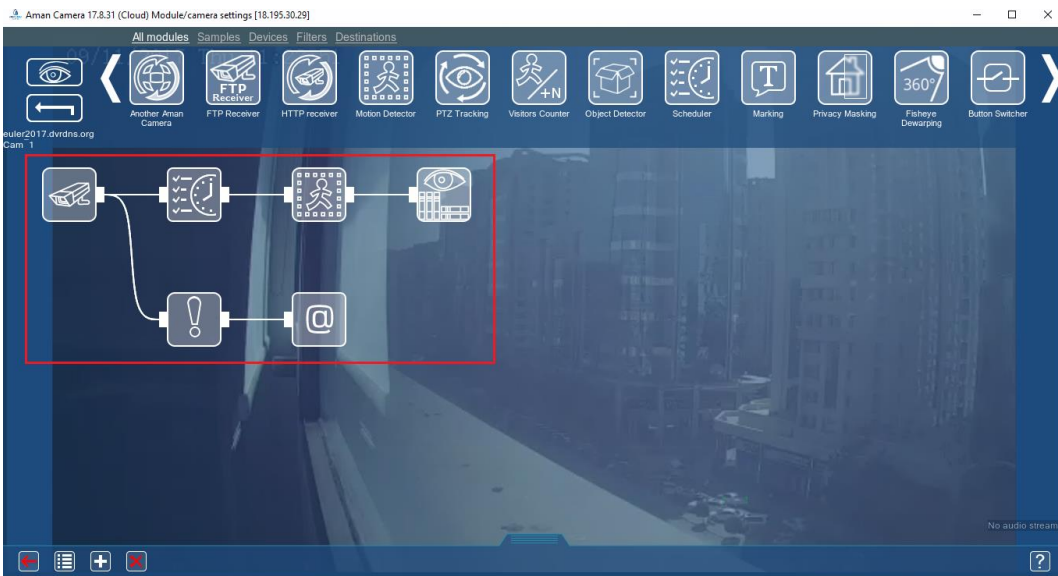 Aman Camera 17.8.31 (Cloud) Module/camera settings [18.195.30.29]
All modules Samples Devices Filters Destinations
FTP
Receiver
+N
T
360°
Another Aman
Camera
FTP Receiver
HTTP receiver
Motion Detector
PTZ Tracking
Visitors Counter
Object Detector
Scheduler
Marking
Privacy Masking
Fisheye
Dewarping
Button Switcher
euler2017.dvrdns.org
Cam_1
@
No audio stream
?